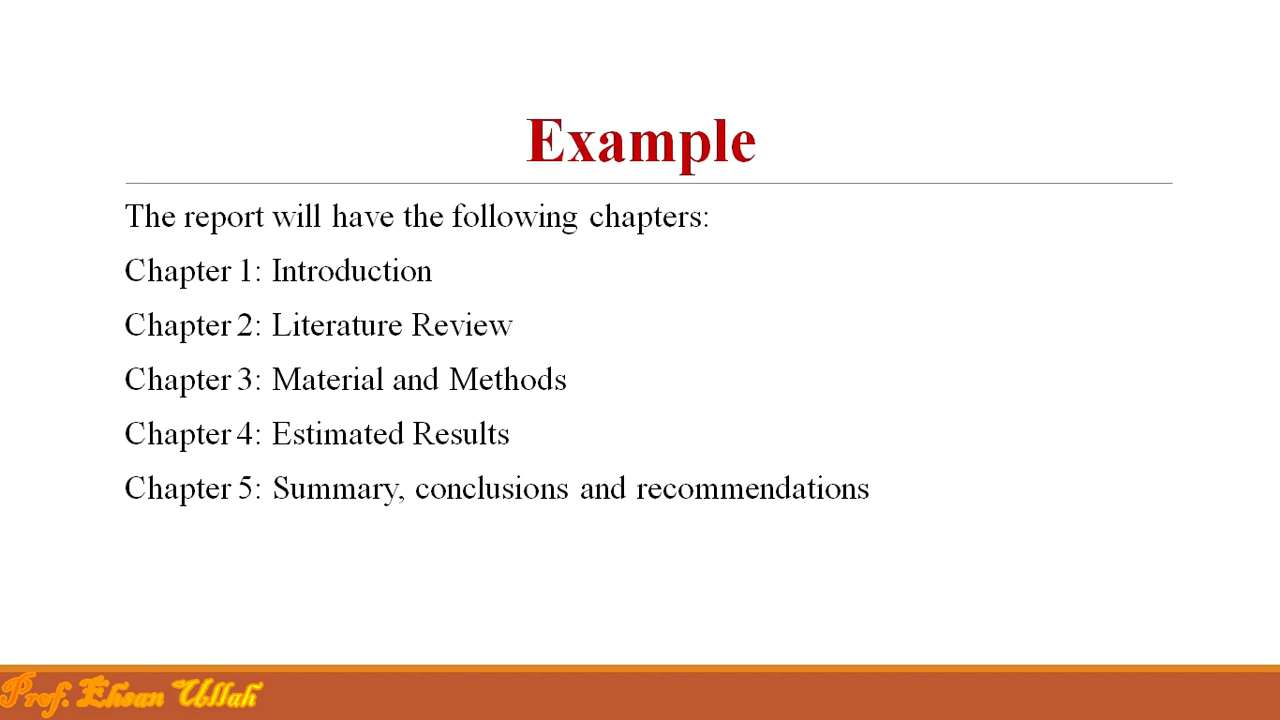 Example
The report will have the following chapters:
Chapter 1: Introduction
Chapter 2: Literature Review
Chapter 3: Material and Methods
Chapter 4: Estimated Results
Chapter 5: Summary, conclusions and recommendations
Prof. Ehsan Ullah